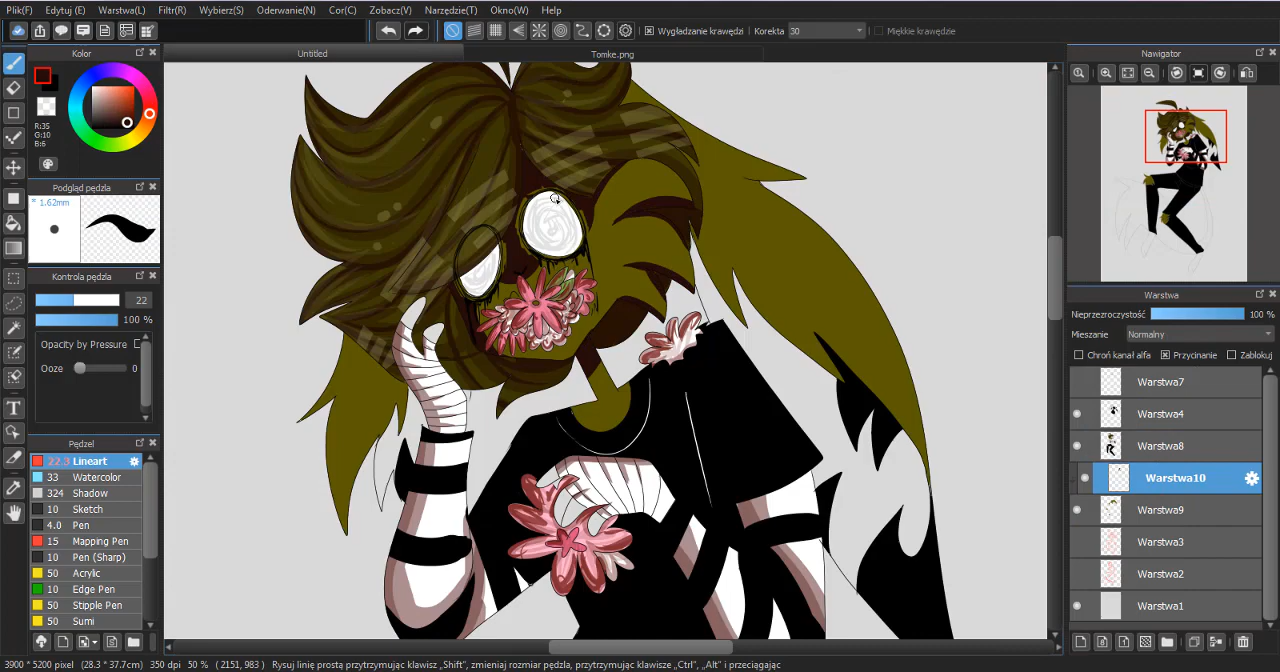 Plik(F) Edytuj (E) Warstwa(L) Filtr(R) Wybierz(S) Oderwanie(N) Cor(C) Zobacz(V) Narzędzie(T) Okno(W) Help
Wygładzanie krawędzi Korekta 30 Miękkie krawędzie
Kolor
R:35
G:10
B:6
Podgląd pędzla
* 1.62mm
Kontrola pędzla
22
100 %
Opacity by Pressure
Ooze 0
Pędzel
22.3 Lineart
33 Watercolor
324 Shadow
10 Sketch
4.0 Pen
15 Mapping Pen
10 Pen (Sharp)
50 Acrylic
10 Edge Pen
50 Stipple Pen
50 Sumi
Untitled
Tomke.png
Nawigator
Warstwa
Nieprzezroczystość 100 %
Mieszanie Normalny
Chroń kanał alfa Przycinanie Zablokuj
Warstwa7
Warstwa4
Warstwa8
Warstwa10
Warstwa9
Warstwa3
Warstwa2
Warstwa1
3900 * 5200 pixel (28.3 * 37.7cm) 350 dpi 50 % ( 2151, 983 ) Rysuj linię prostą przytrzymując klawisz „Shift”, zmieniaj rozmiar pędzla, przytrzymując klawisze „Ctrl”, „Alt” i przeciągając